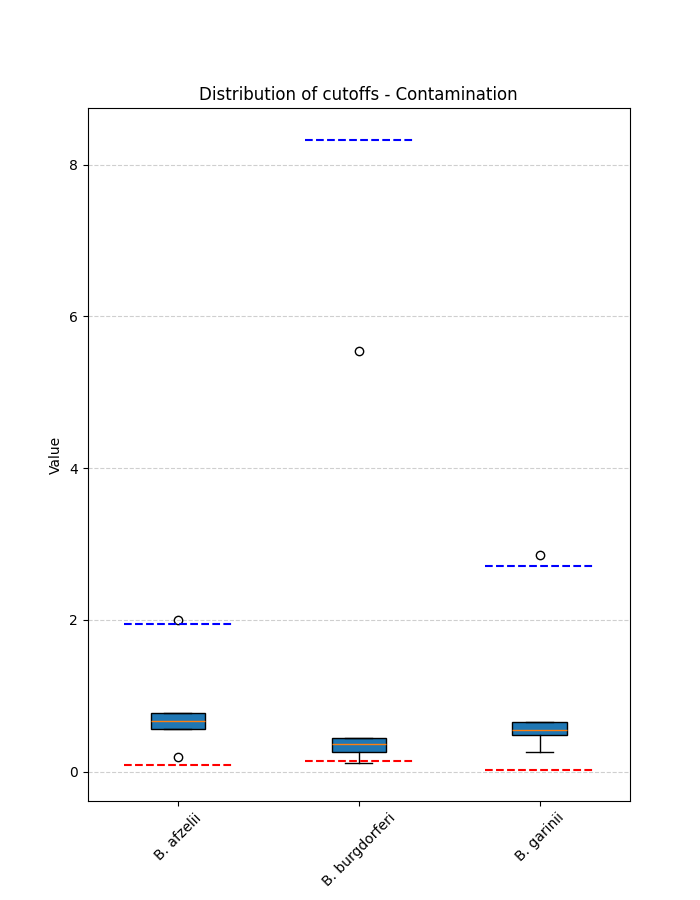 Distribution of cutoffs - Contamination
Value
8
6
4
2
0
B. afzelii
B. burgdorferi
B. garinii